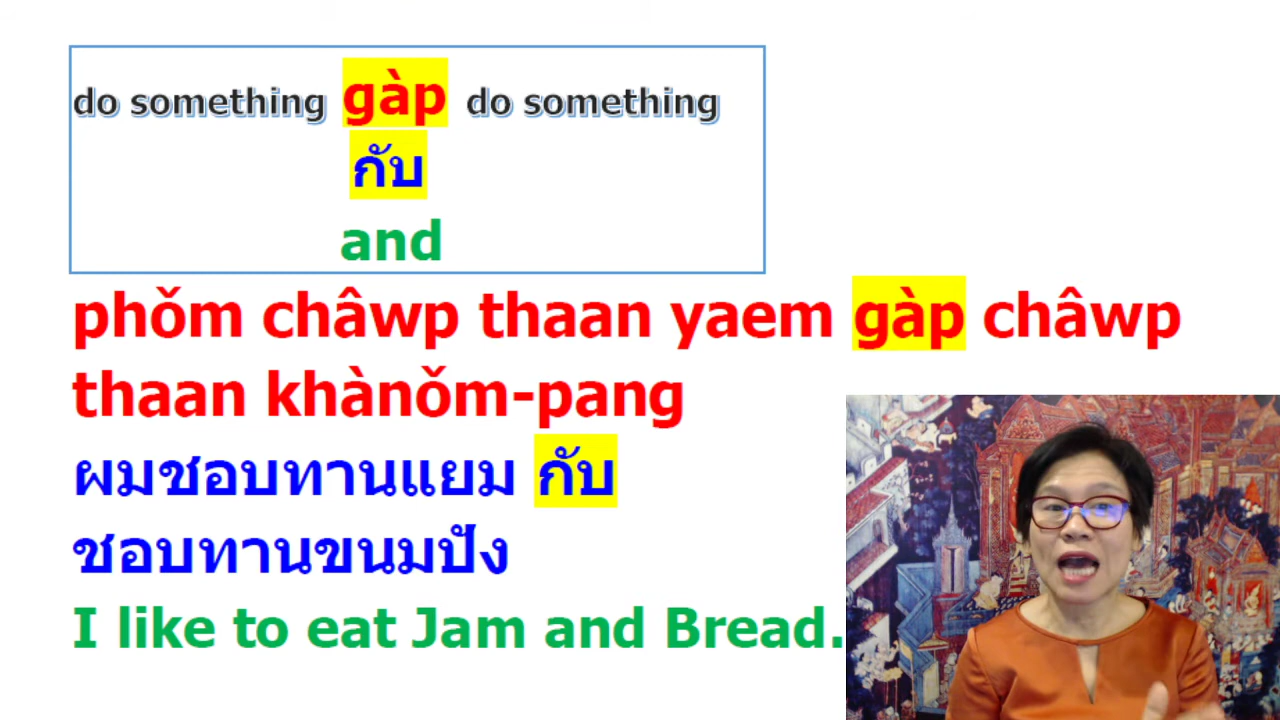 do something gàp do something
กับ
and
phǒm châwp thaan yaem gàp châwp
thaan khànǒm-pang
ผมชอบทานแยม กับ
ชอบทานขนมปัง
I like to eat Jam and Bread.